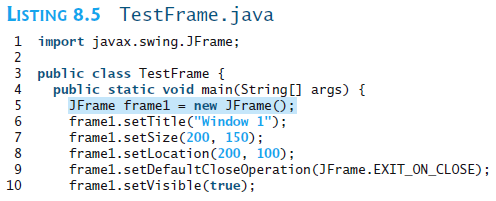 LISTING 8.5 TestFrame.java
1 import javax.swing.JFrame;
2
3 public class TestFrame {
4 public static void main(String[] args) {
5 JFrame frame1 = new JFrame();
6 frame1.setTitle("Window 1");
7 frame1.setSize(200, 150);
8 frame1.setLocation(200, 100);
9 frame1.setDefaultCloseOperation(JFrame.EXIT_ON_CLOSE);
10 frame1.setVisible(true);